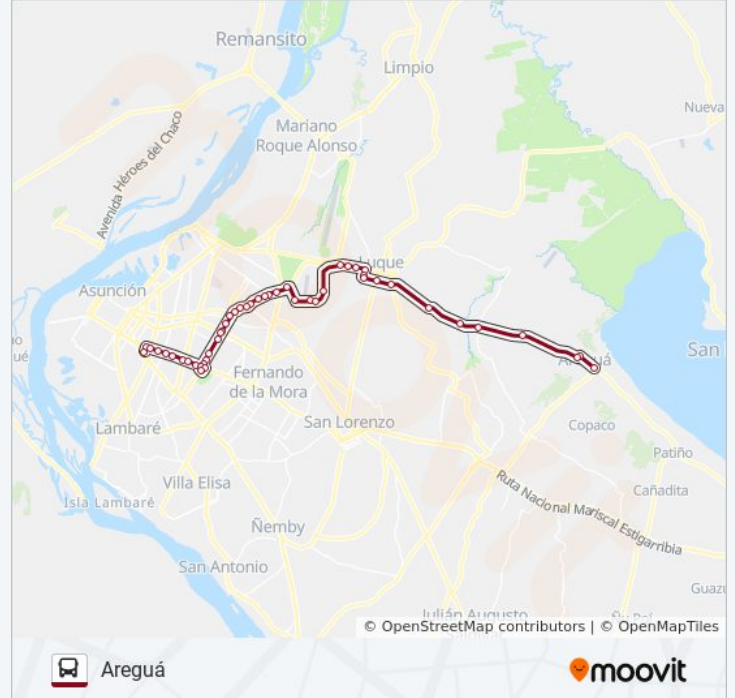 Remansito
Limpio
Nueva
Mariano
Roque Alonso
Avenida Héroes del Chaco
Luque
Asunción
San
Areguá
Fernando
de la Mora
San Lorenzo
Lambaré
Copaco
Patiño
Villa Elisa
Cañadita
Isla Lambaré
Ruta Nacional Mariscal Estigarribia
Ñemby
San Antonio
Guazu
Julián Augusto
© OpenStreetMap contributors | © OpenMapTiles
Areguá
moovit